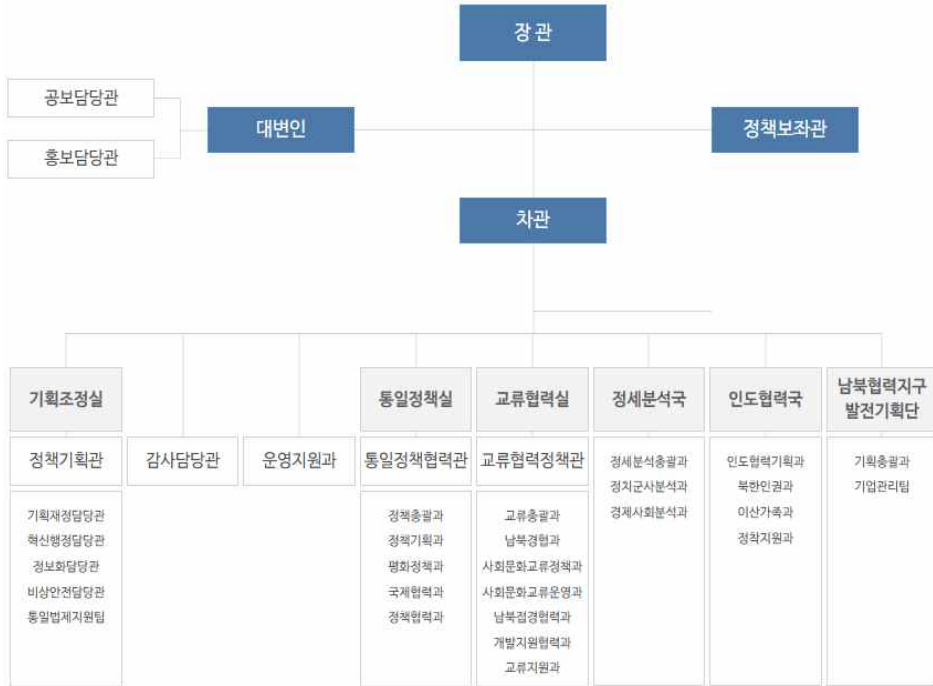 장 관
공보담당관
대변인
정책보좌관
홍보담당관
차관
기획조정실
통일정책실
교류협력실
정세분석국
인도협력국
남북협력지구
발전기획단
정책기획관
감사담당관
운영지원과
통일정책협력관
교류협력정책관
기획재정담당관
혁신행정담당관
정보화담당관
비상안전담당관
통일법제지원팀
정책총괄과
정책기획과
평화정책과
국제협력과
정책협력과
교류총괄과
남북경협과
사회문화교류정책과
사회문화교류운영과
남북접경협력과
개발지원협력과
교류지원과
정세분석총괄과
정치군사분석과
경제사회분석과
인도협력기획과
북한인권과
이산가족과
정착지원과
기획총괄과
기업관리팀